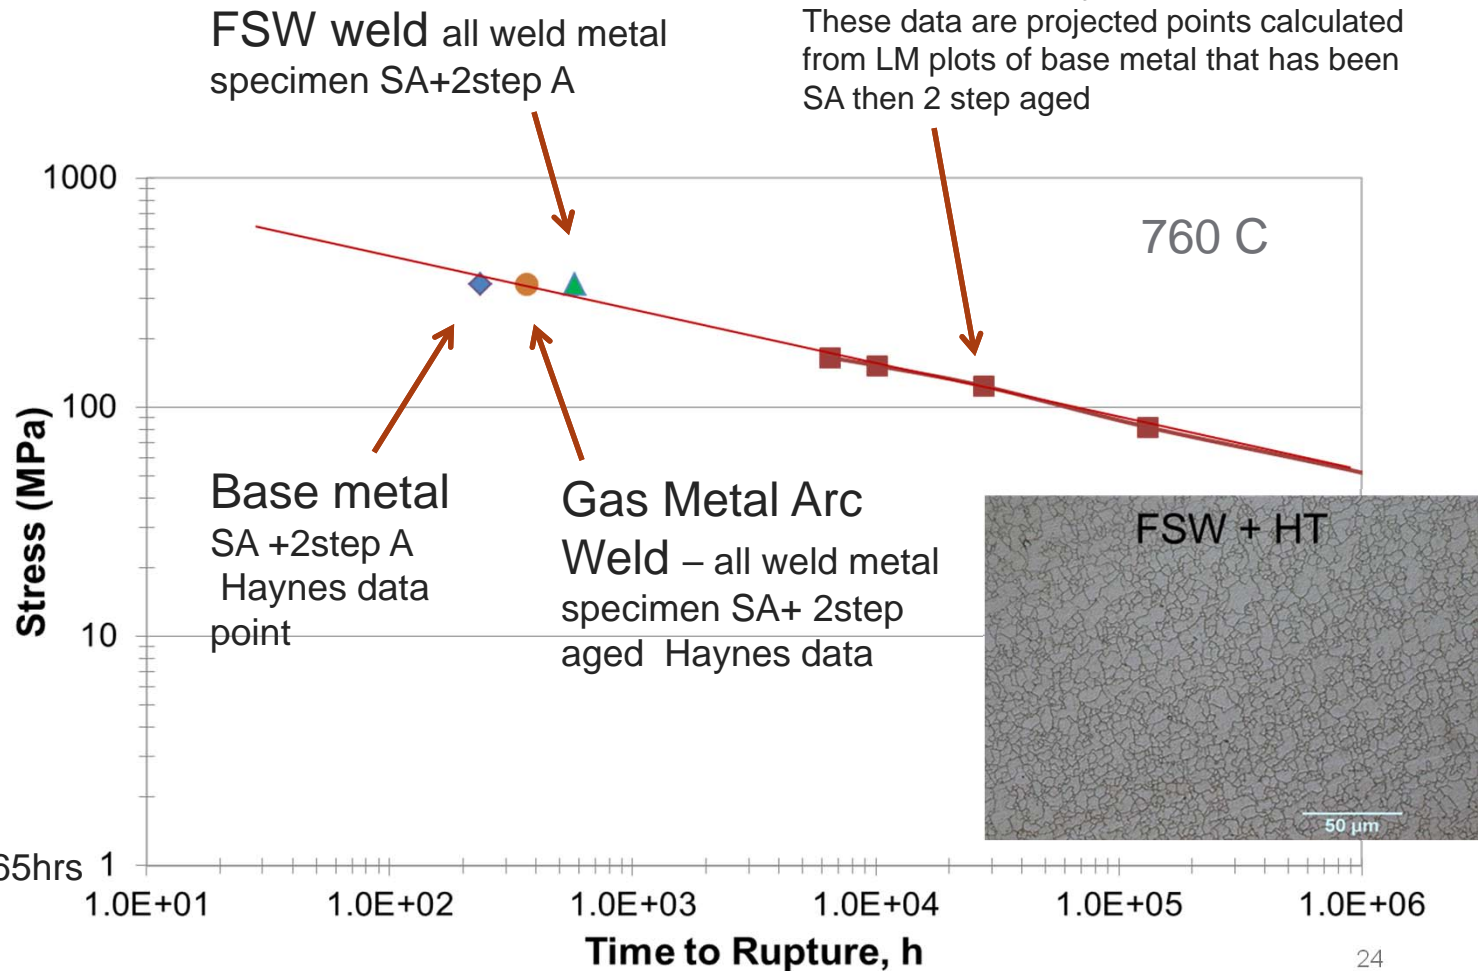 FSW weld all weld metal
specimen SA+2step A
These data are projected points calculated
from LM plots of base metal that has been
SA then 2 step aged
1000
760 C
100
Stress (MPa)
Base metal
SA +2step A
Haynes data
point
Gas Metal Arc
Weld – all weld metal
specimen SA+ 2step
aged Haynes data
FSW + HT
50 µm
10
65hrs
1
1.0E+01 1.0E+02 1.0E+03 1.0E+04 1.0E+05 1.0E+06
Time to Rupture, h
24